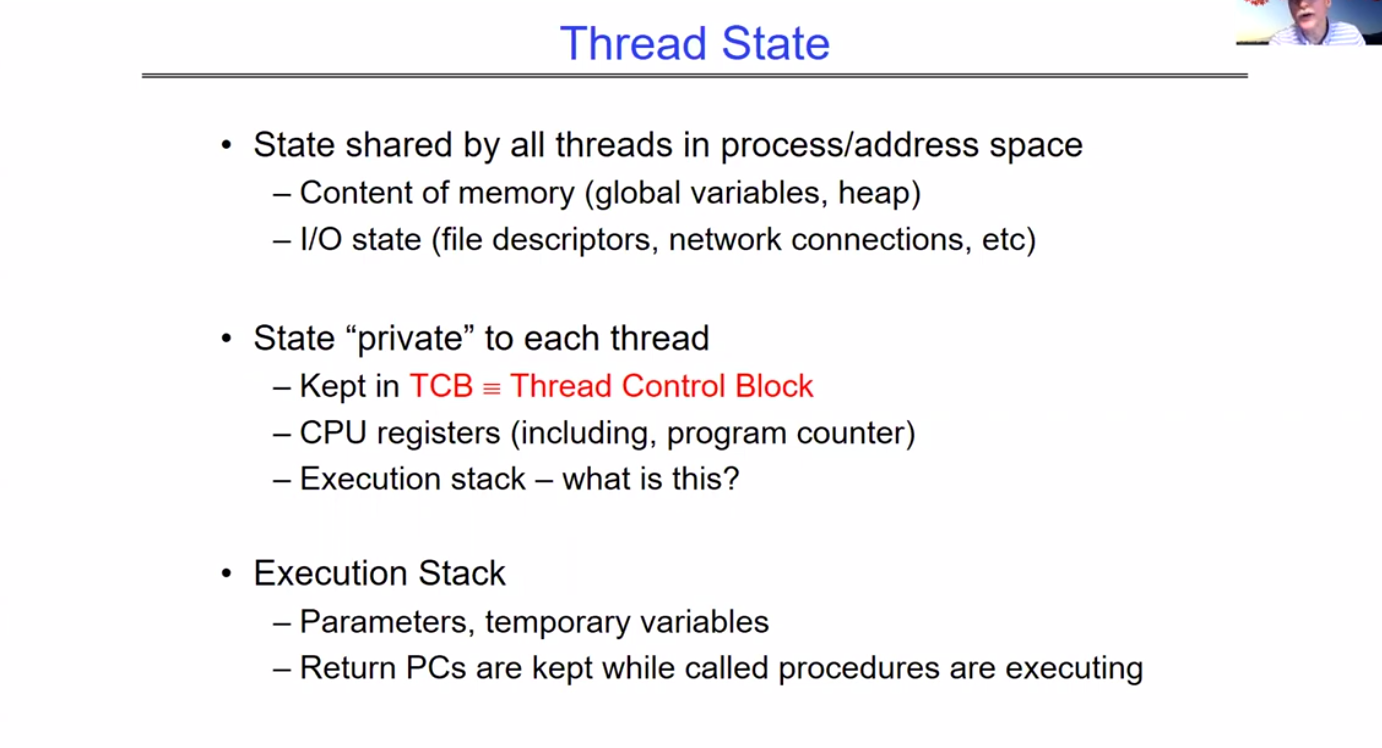 Thread State
• State shared by all threads in process/address space
– Content of memory (global variables, heap)
– I/O state (file descriptors, network connections, etc)
• State “private” to each thread
– Kept in TCB ≡ Thread Control Block
– CPU registers (including, program counter)
– Execution stack – what is this?
• Execution Stack
– Parameters, temporary variables
– Return PCs are kept while called procedures are executing